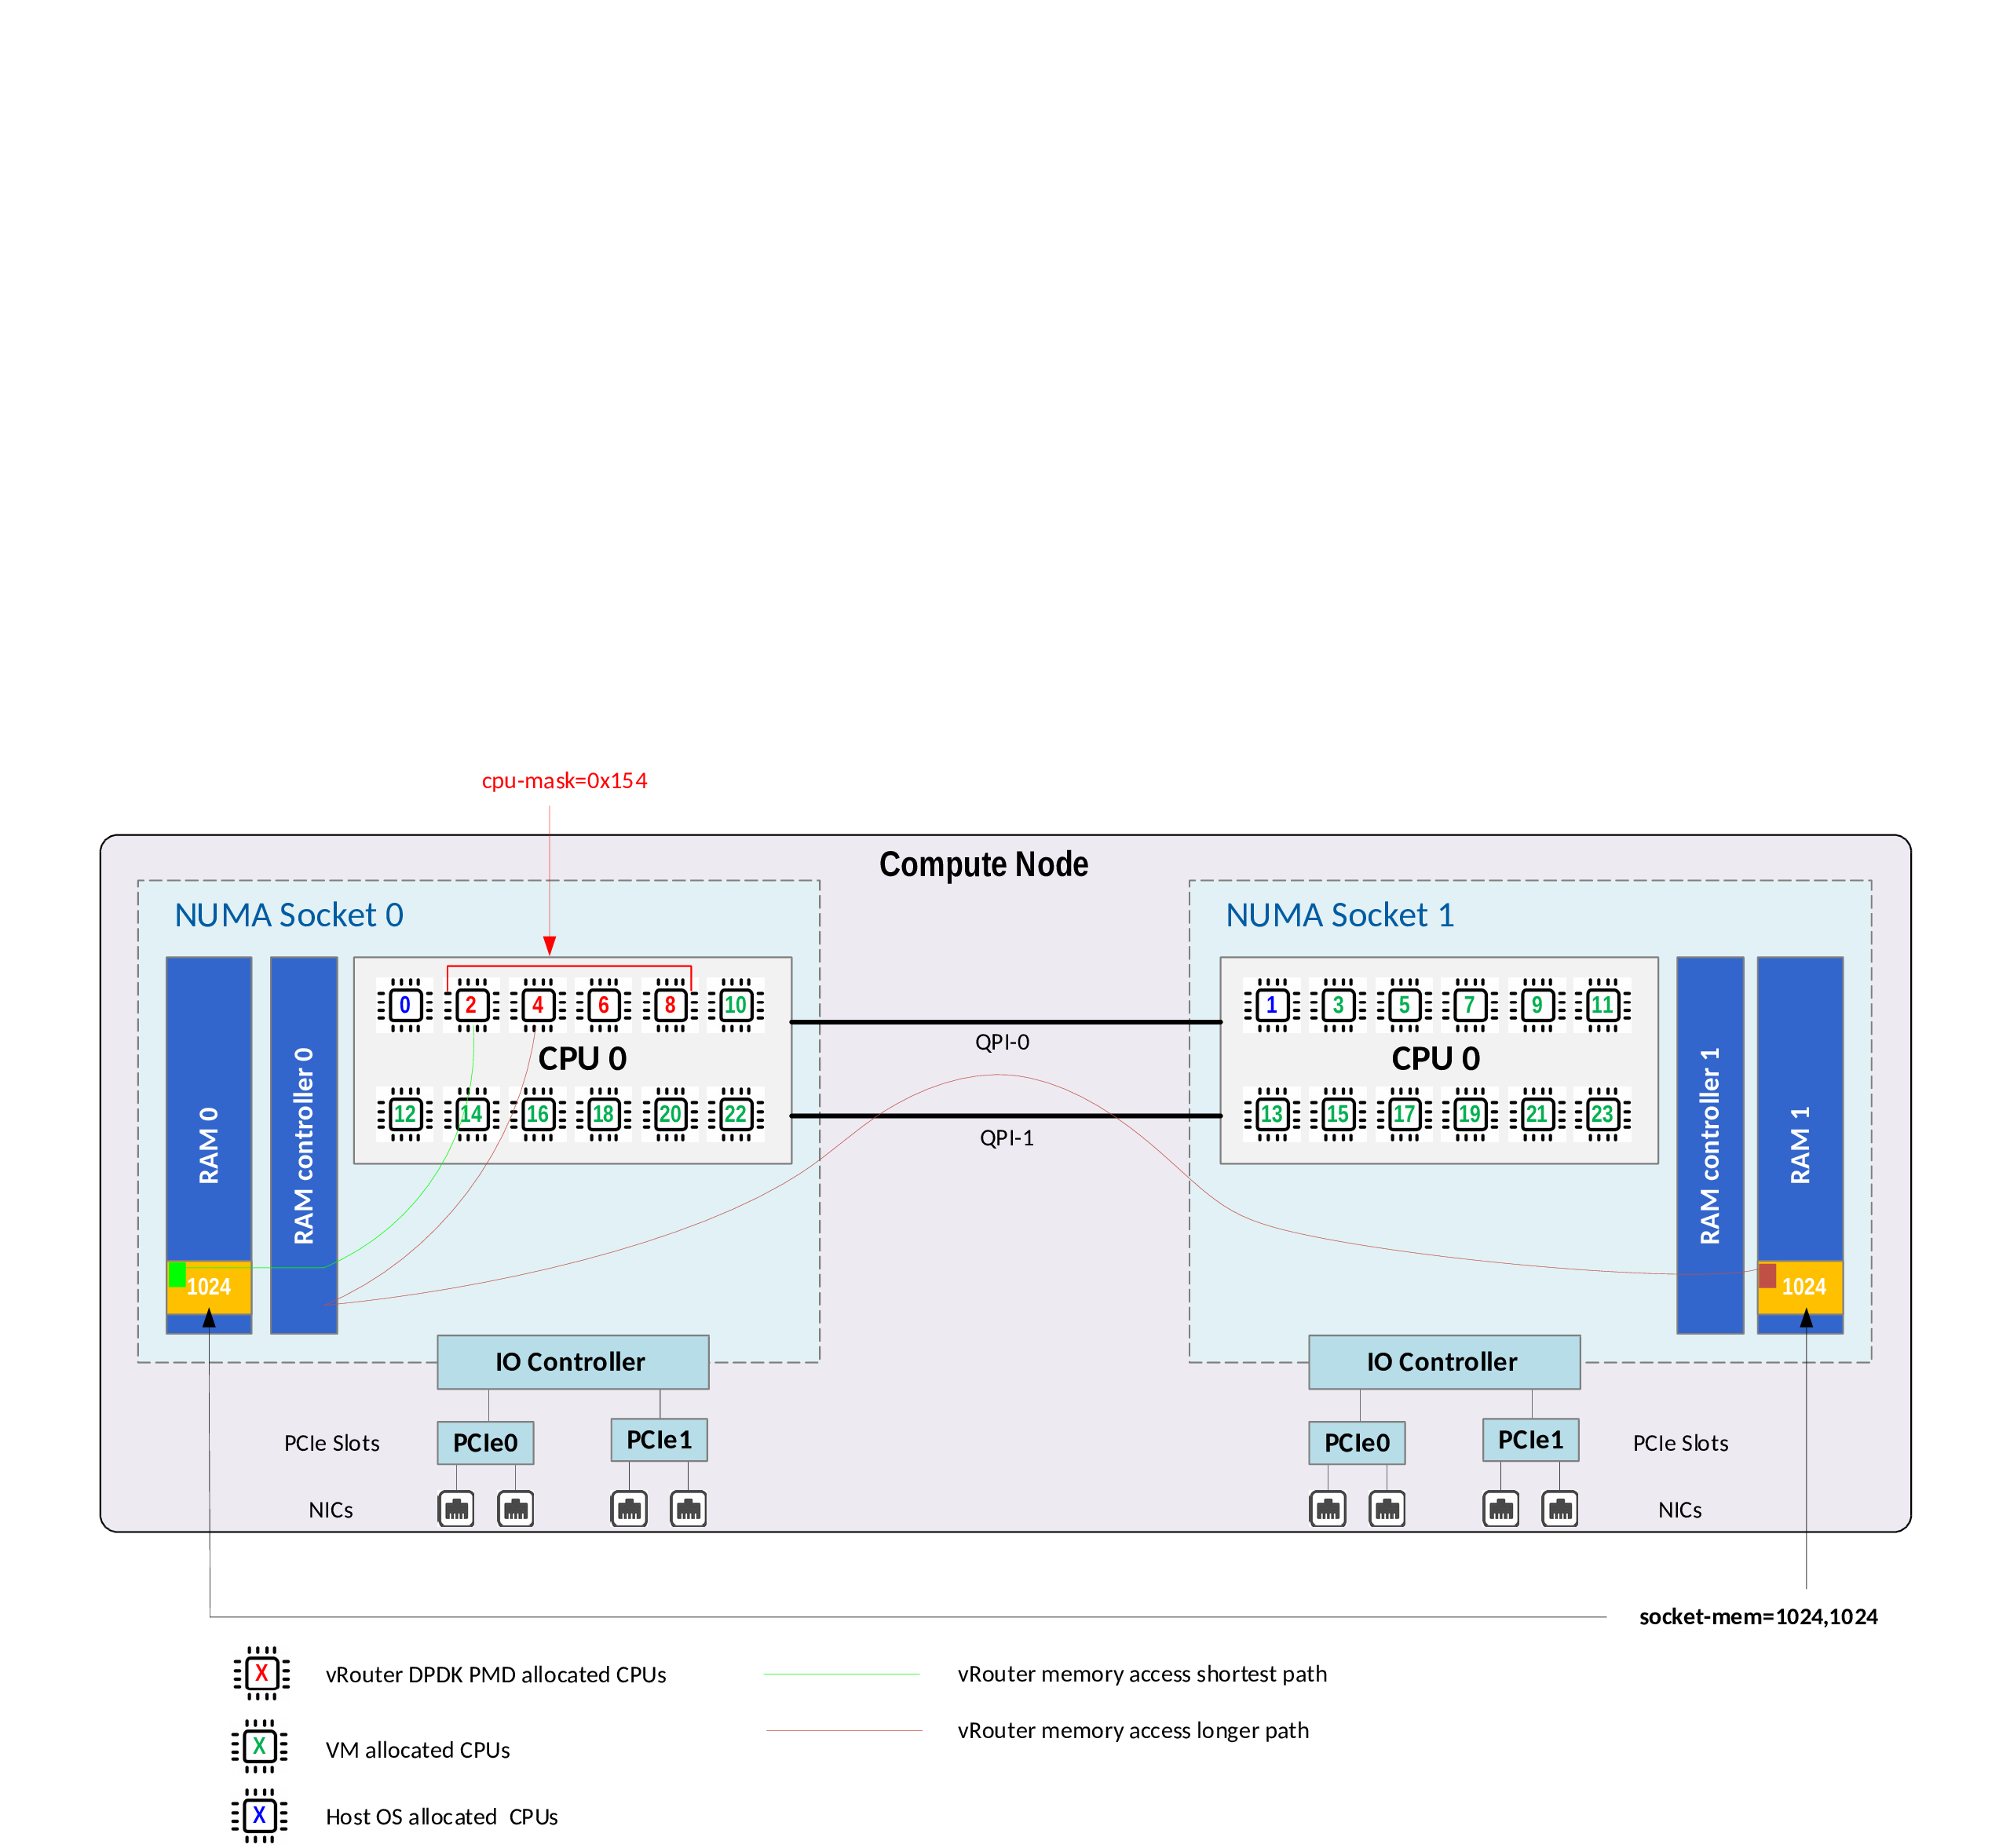 cpu-mask=0x154
Compute Node
NUMA Socket 0
NUMA Socket 1
0 2 4 6 8 10
1 3 5 7 9 11
QPI-0
CPU 0
CPU 0
RAM 0
RAM controller 0
RAM controller 1
RAM 1
12 14 16 18 20 22
13 15 17 19 21 23
QPI-1
1024
1024
IO Controller
IO Controller
PCIe Slots
PCIe0
PCIe1
PCIe0
PCIe1
PCIe Slots
NICs
NICs
socket-mem=1024,1024
X vRouter DPDK PMD allocated CPUs
vRouter memory access shortest path
X VM allocated CPUs
vRouter memory access longer path
X Host OS allocated CPUs